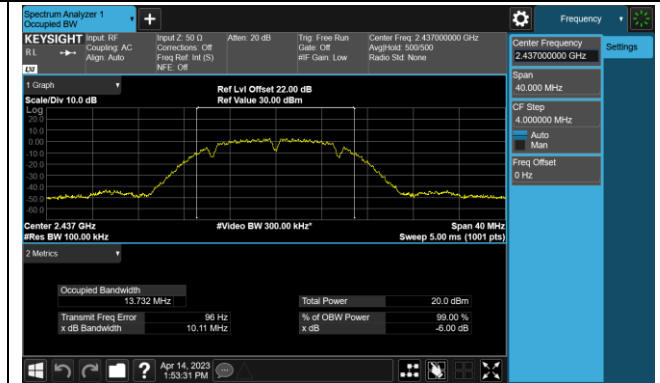 Spectrum Analyzer 1
Occupied BW
+
Frequency
KEYSIGHT
RL
LXI
Input: RF
Coupling: AC
Align: Auto
Input Z: 50 Ω
Corrections: Off
Freq Ref: Int (S)
NFE: Off
Atten: 20 dB
Trig: Free Run
Gate: Off
#IF Gain: Low
Center Freq: 2.437000000 GHz
Avg|Hold: 500/500
Radio Std: None
Center Frequency
2.437000000 GHz
Settings
Span
40.000 MHz
CF Step
4.000000 MHz
Auto
Man
Freq Offset
0 Hz
1 Graph
Scale/Div 10.0 dB
Ref Lvl Offset 22.00 dB
Ref Value 30.00 dBm
Log
20.0
10.0
0.00
-10.0
-20.0
-30.0
-40.0
-50.0
-60.0
Center 2.437 GHz
#Video BW 300.00 kHz*
Span 40 MHz
#Res BW 100.00 kHz
Sweep 5.00 ms (1001 pts)
2 Metrics
Occupied Bandwidth
13.732 MHz
Total Power 20.0 dBm
Transmit Freq Error 96 Hz
% of OBW Power 99.00 %
x dB Bandwidth 10.11 MHz
x dB -6.00 dB
?
Apr 14, 2023
1:53:31 PM